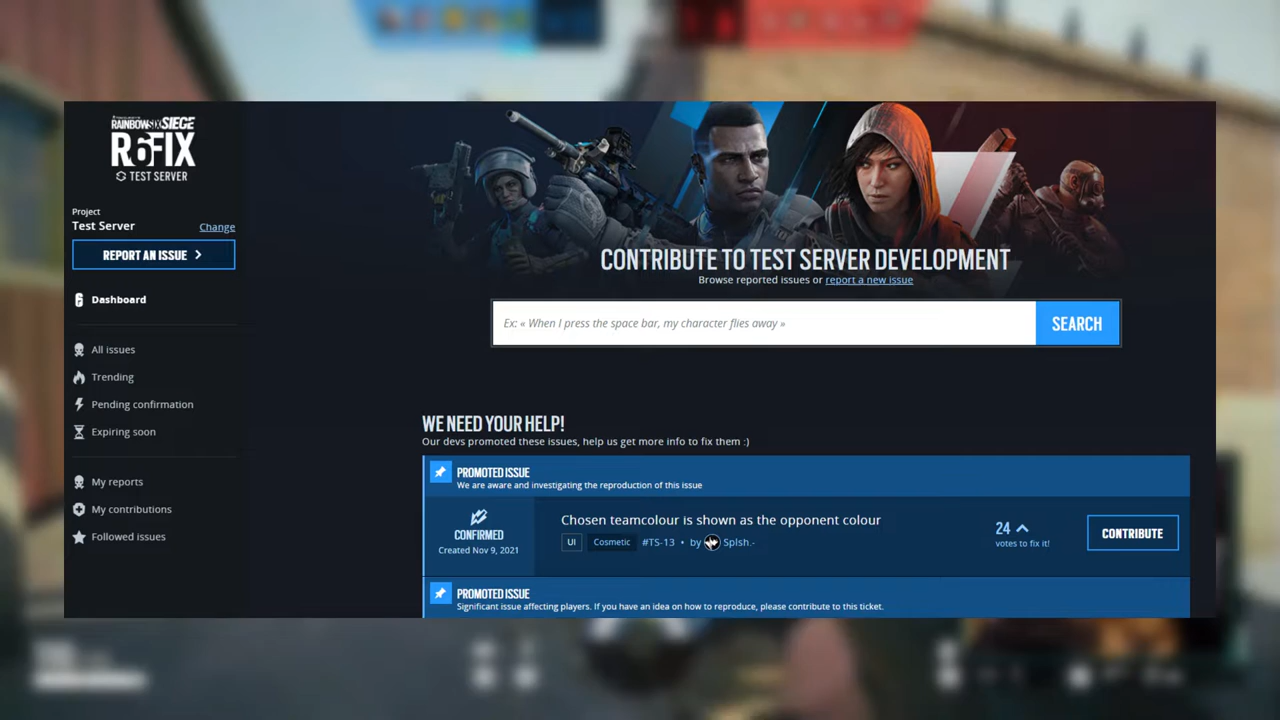 RAINBOWSIX SIEGE
R6FIX
TEST SERVER
Project
Test Server
Change
REPORT AN ISSUE
Dashboard
All issues
Trending
Pending confirmation
Expiring soon
My reports
My contributions
Followed issues
CONTRIBUTE TO TEST SERVER DEVELOPMENT
Browse reported issues or report a new issue
Ex: « When I press the space bar, my character flies away »
SEARCH
WE NEED YOUR HELP!
Our devs promoted these issues, help us get more info to fix them :)
PROMOTED ISSUE
We are aware and investigating the reproduction of this issue
CONFIRMED
Created Nov 9, 2021
Chosen teamcolour is shown as the opponent colour
UI Cosmetic #TS-13 • by Splsh.-
24
votes to fix it!
CONTRIBUTE
PROMOTED ISSUE
Significant issue affecting players. If you have an idea on how to reproduce, please contribute to this ticket.